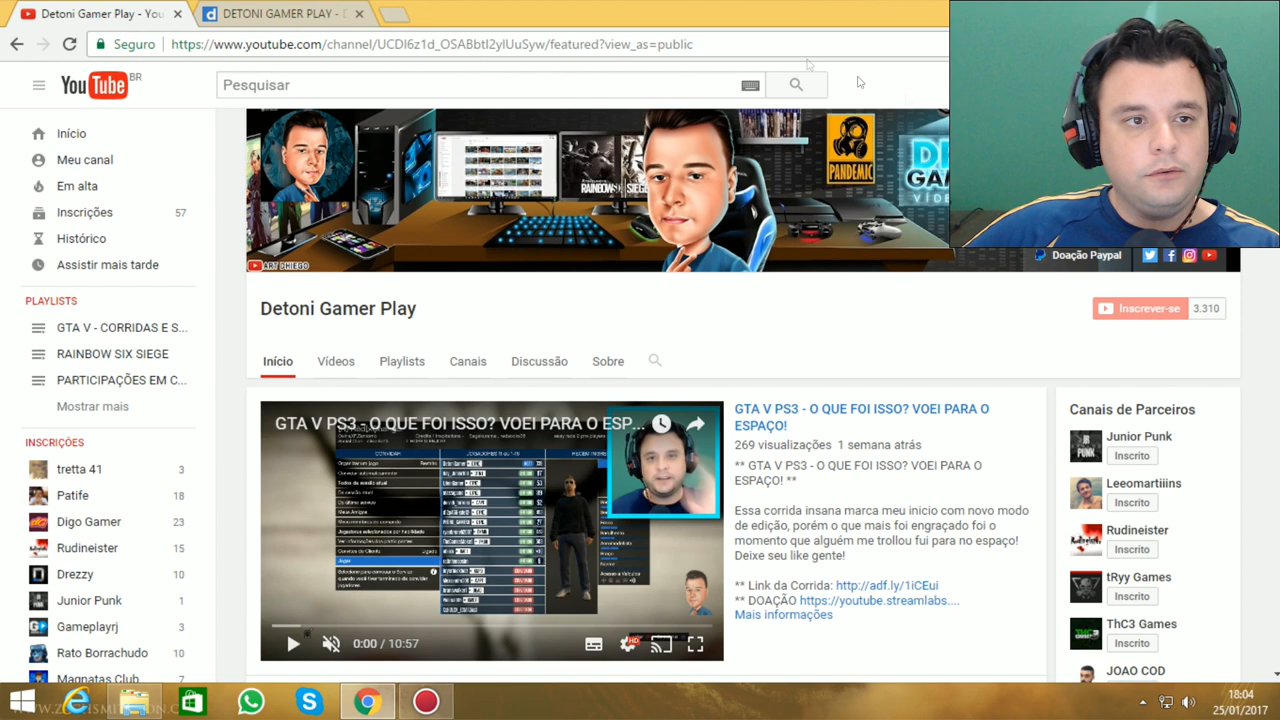 Detoni Gamer Play - You
DETONI GAMER PLAY - D
Seguro
https://www.youtube.com/channel/UCDI6z1d_OSABbtI2yIUuSyw/featured?view_as=public
YouTube BR
Pesquisar
Início
Meu canal
Em alta
Inscrições 57
Histórico
Assistir mais tarde
PLAYLISTS
GTA V - CORRIDAS E S...
RAINBOW SIX SIEGE
PARTICIPAÇÕES EM C...
Mostrar mais
INSCRIÇÕES
tretta 41 3
Patife 18
Digo Gamer 23
Rudineister 15
Drezzy 10
Junior Punk
Gameplayrj 3
Rato Borrachudo 10
Magnatas Club
RAINBOW SIEGE
PANDEMIC
ART DHIEGO
Doação Paypal
Detoni Gamer Play
Inscrever-se 3.310
Início Vídeos Playlists Canais Discussão Sobre
GTA V PS3 - O QUE FOI ISSO? VOEI PARA O ESP...
0:00 / 10:57
HD
GTA V PS3 - O QUE FOI ISSO? VOEI PARA O
ESPAÇO!
269 visualizações 1 semana atrás
** GTA V PS3 - O QUE FOI ISSO? VOEI PARA O
ESPAÇO! **
Essa corrida insana marca meu inicio com novo modo
de edição, porém o que mais foi engraçado foi o
momento que alguém me trollou fui para no espaço!
Deixe seu like gente!
** Link da Corrida: http://adf.ly/1iCEui
** DOAÇÃO https://youtube.streamlabs....
Mais informações
Canais de Parceiros
Junior Punk
Inscrito
Leeomartiiins
Inscrito
Rudineister
Inscrito
tRyy Games
Inscrito
ThC3 Games
Inscrito
JOAO COD
18:04
25/01/2017